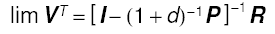 lim V^T = [I – (1 + d)^–1 P]^–1 R